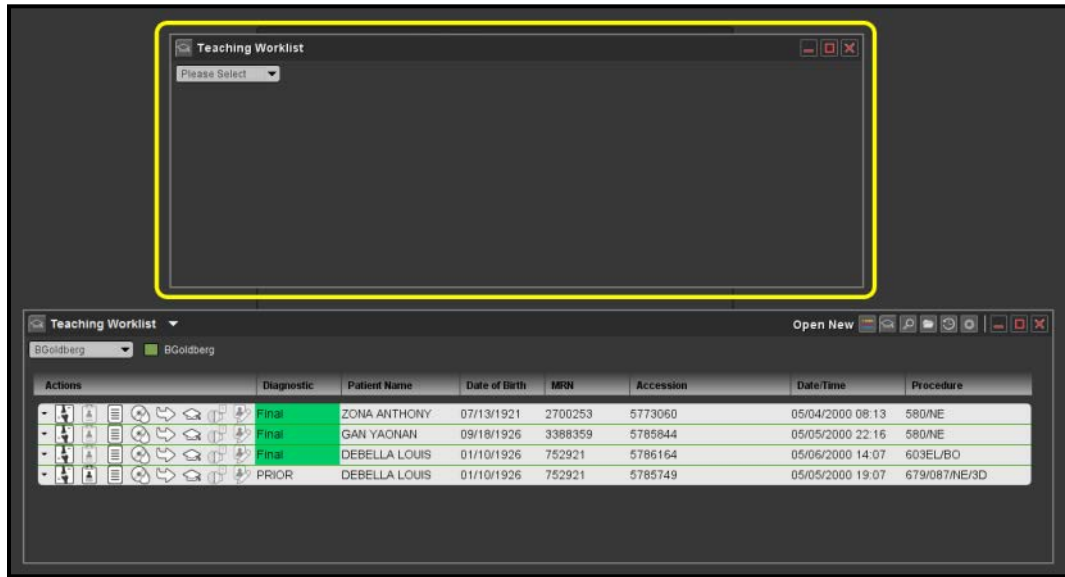 Teaching Worklist
Please Select
Teaching Worklist Open New
BGoldberg BGoldberg
Actions Diagnostic Patient Name Date of Birth MRN Accession Date/Time Procedure
Final ZONA ANTHONY 07/13/1921 2700253 5773060 05/04/2000 08:13 580/NE
Final GAN YAONAN 09/18/1926 3388359 5785844 05/05/2000 22:16 580/NE
Final DEBELLA LOUIS 01/10/1926 752921 5786164 05/06/2000 14:07 603EL/BO
PRIOR DEBELLA LOUIS 01/10/1926 752921 5785749 05/05/2000 19:07 679/087/NE/3D